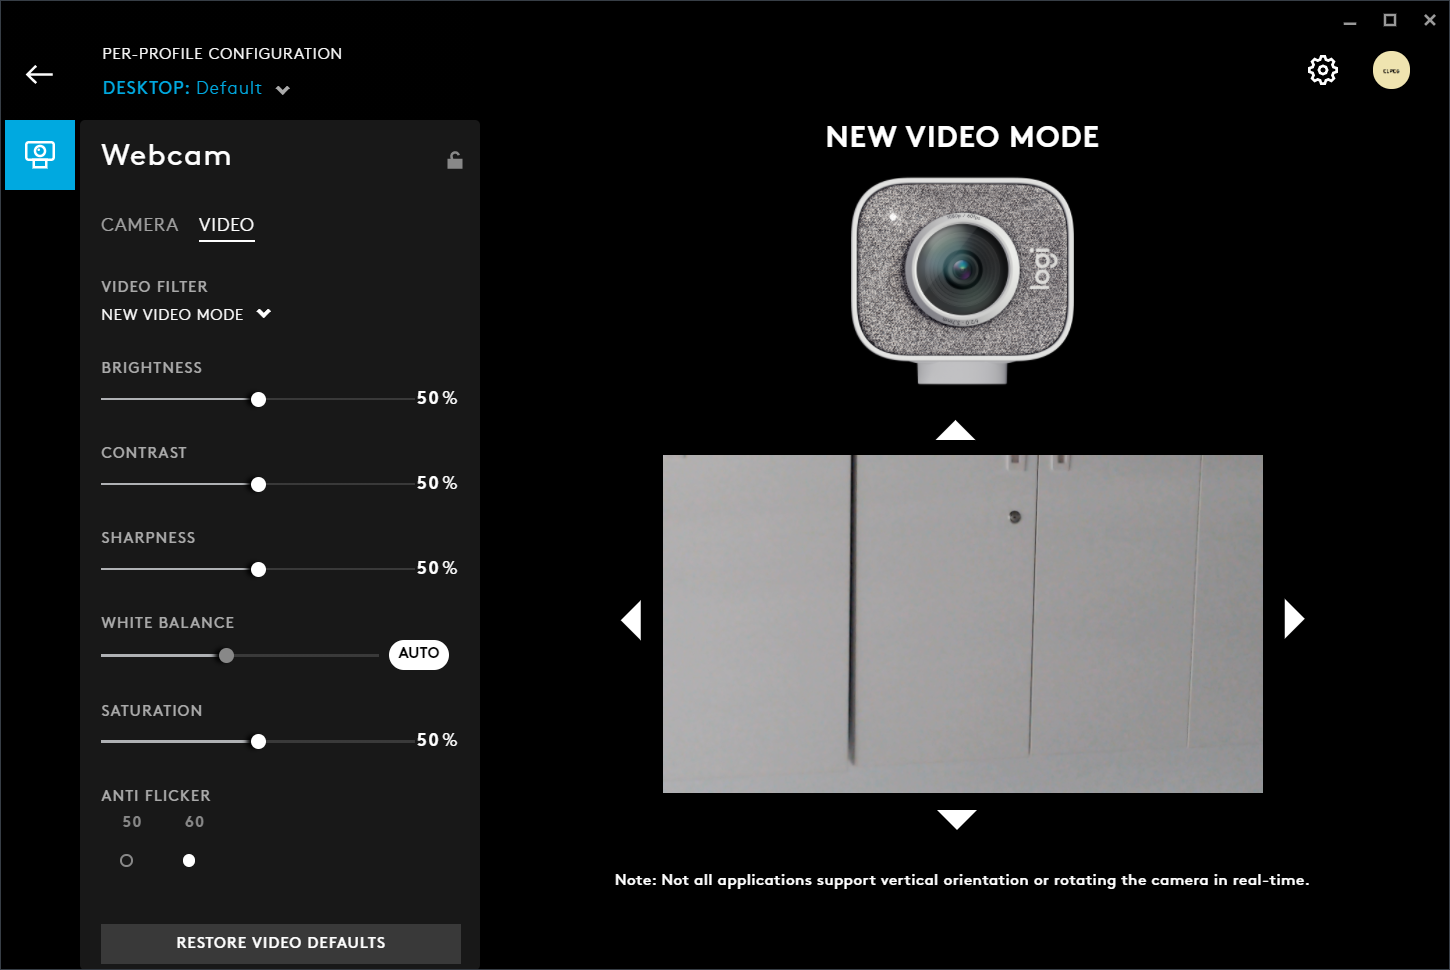 PER-PROFILE CONFIGURATION
DESKTOP: Default
Webcam
CAMERA VIDEO
VIDEO FILTER
NEW VIDEO MODE
BRIGHTNESS
50 %
CONTRAST
50 %
SHARPNESS
50 %
WHITE BALANCE
AUTO
SATURATION
50 %
ANTI FLICKER
50 60
RESTORE VIDEO DEFAULTS
NEW VIDEO MODE
logi
Note: Not all applications support vertical orientation or rotating the camera in real-time.